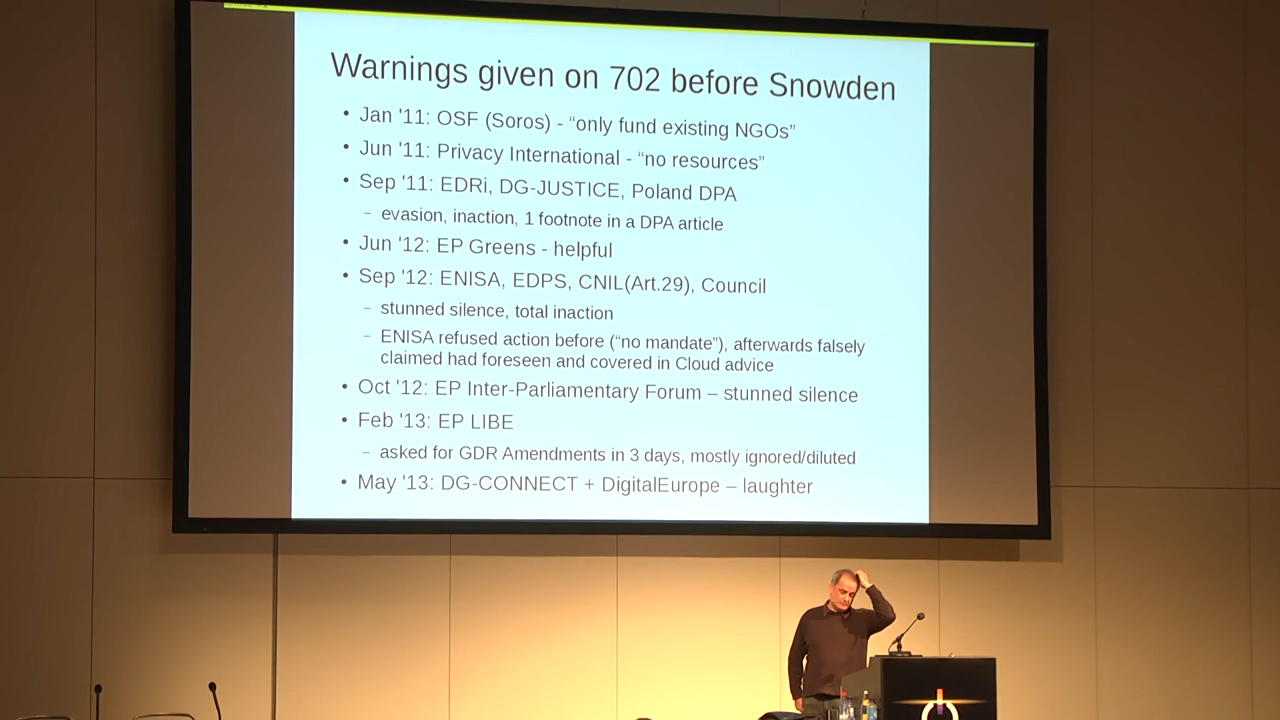 Warnings given on 702 before Snowden
• Jan '11: OSF (Soros) - “only fund existing NGOs”
• Jun '11: Privacy International - “no resources”
• Sep '11: EDRi, DG-JUSTICE, Poland DPA
– evasion, inaction, 1 footnote in a DPA article
• Jun '12: EP Greens - helpful
• Sep '12: ENISA, EDPS, CNIL(Art.29), Council
– stunned silence, total inaction
– ENISA refused action before (“no mandate”), afterwards falsely
claimed had foreseen and covered in Cloud advice
• Oct '12: EP Inter-Parliamentary Forum – stunned silence
• Feb '13: EP LIBE
– asked for GDR Amendments in 3 days, mostly ignored/diluted
• May '13: DG-CONNECT + DigitalEurope – laughter